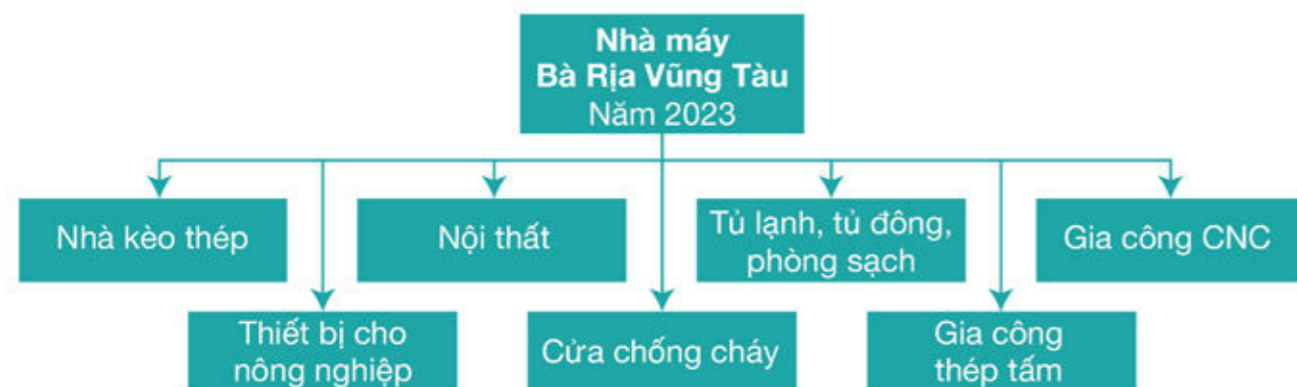 Nhà máy
Bà Rịa Vũng Tàu
Năm 2023
Nhà kèo thép
Nội thất
Tủ lạnh, tủ đông,
phòng sạch
Gia công CNC
Thiết bị cho
nông nghiệp
Cửa chống cháy
Gia công
thép tấm